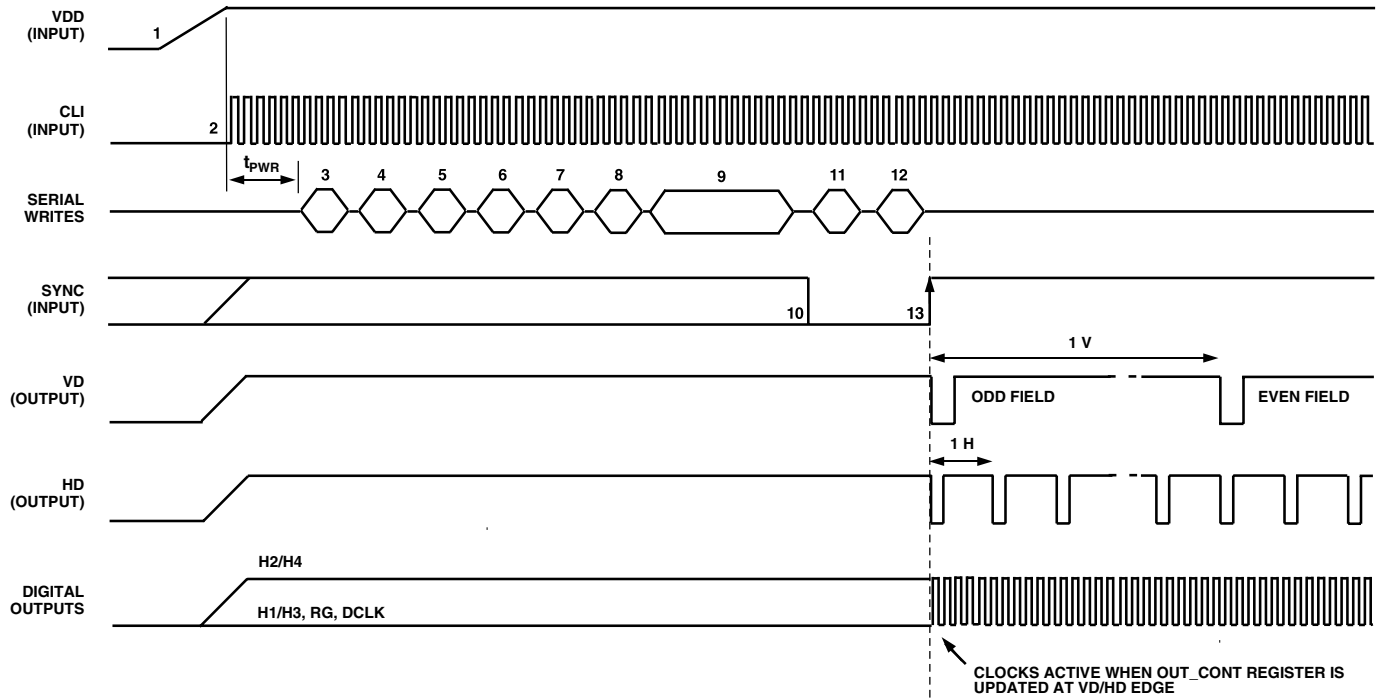 VDD
(INPUT)
1
CLI
(INPUT)
2
tPWR
SERIAL
WRITES
3 4 5 6 7 8 9 11 12
SYNC
(INPUT)
10 13
1 V
VD
(OUTPUT)
ODD FIELD EVEN FIELD
1 H
HD
(OUTPUT)
H2/H4
DIGITAL
OUTPUTS
H1/H3, RG, DCLK
CLOCKS ACTIVE WHEN OUT_CONT REGISTER IS
UPDATED AT VD/HD EDGE